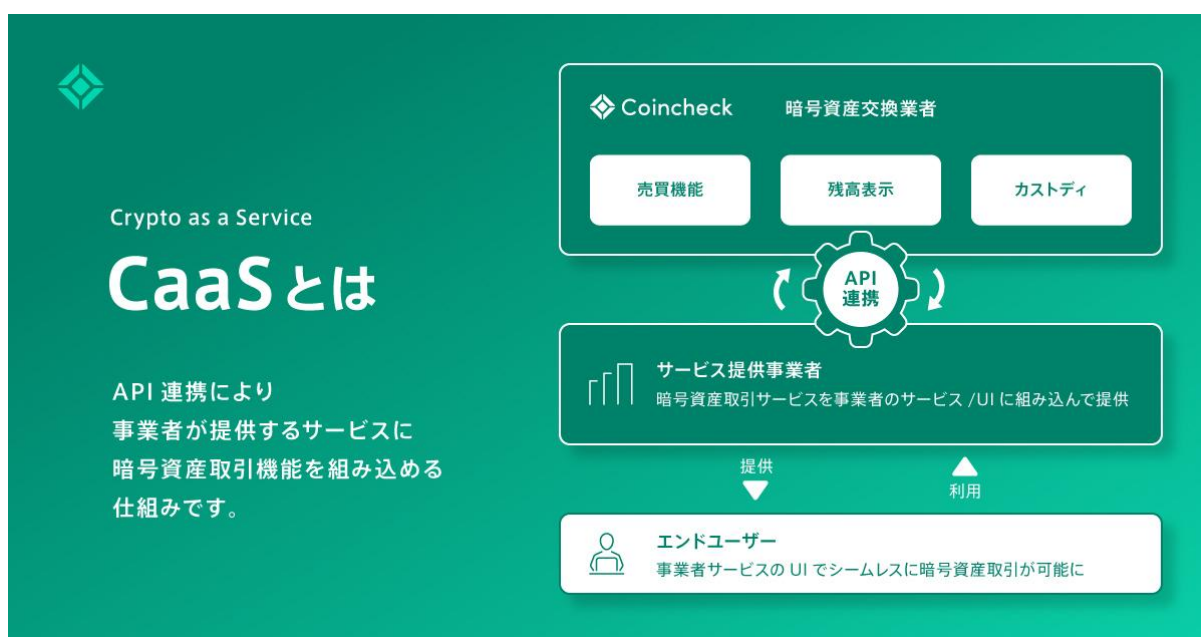 Crypto as a Service
CaaSとは
API 連携により
事業者が提供するサービスに
暗号資産取引機能を組み込める
仕組みです。
Coincheck 暗号資産交換業者
売買機能 残高表示 カストディ
API
連携
サービス提供事業者
暗号資産取引サービスを事業者のサービス /UI に組み込んで提供
提供 利用
エンドユーザー
事業者サービスの UI でシームレスに暗号資産取引が可能に